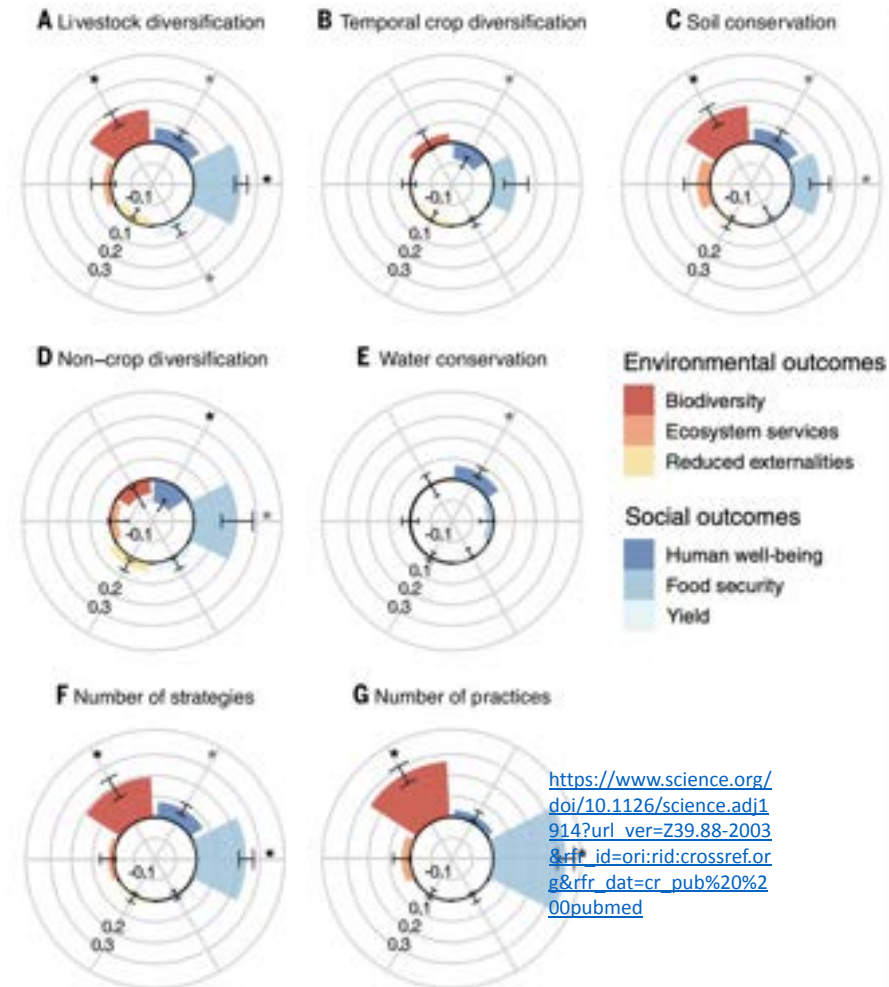 A Livestock diversification
B Temporal crop diversification
C Soil conservation
-0.1
0.1
0.2
0.3
-0.1
0.1
0.2
0.3
-0.1
0.2
0.3
D Non–crop diversification
E Water conservation
-0.1
0.2
0.3
-0.1
0.1
0.2
0.3
Environmental outcomes
Biodiversity
Ecosystem services
Reduced externalities
Social outcomes
Human well-being
Food security
Yield
F Number of strategies
G Number of practices
-0.1
0.2
0.3
-0.1
0.1
0.2
0.3
https://www.science.org/
doi/10.1126/science.adj1
914?url_ver=Z39.88-2003
&rfr_id=ori:rid:crossref.or
g&rfr_dat=cr_pub%20%2
00pubmed